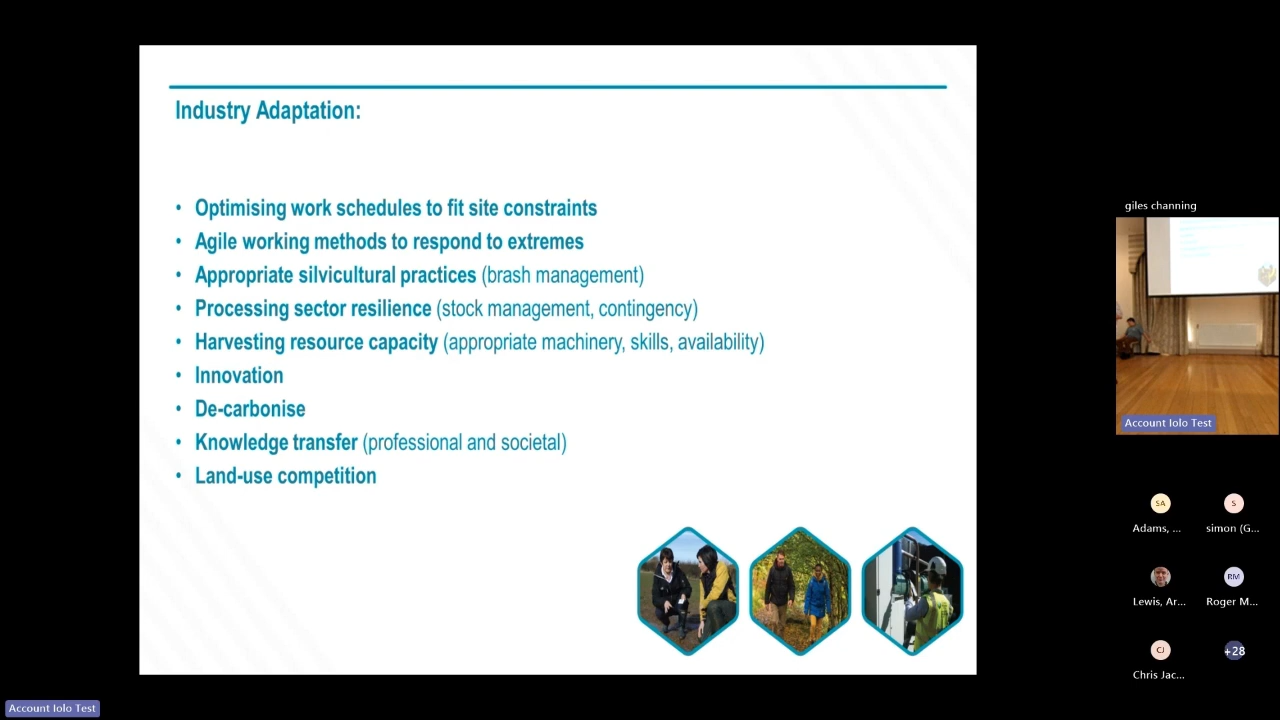 Industry Adaptation:
• Optimising work schedules to fit site constraints
• Agile working methods to respond to extremes
• Appropriate silvicultural practices (brash management)
• Processing sector resilience (stock management, contingency)
• Harvesting resource capacity (appropriate machinery, skills, availability)
• Innovation
• De-carbonise
• Knowledge transfer (professional and societal)
• Land-use competition
giles channing
Account Iolo Test
SA
S
Adams, ...
simon (G...
RM
Lewis, Ar...
Roger M...
CJ
+28
Chris Jac...
Account Iolo Test